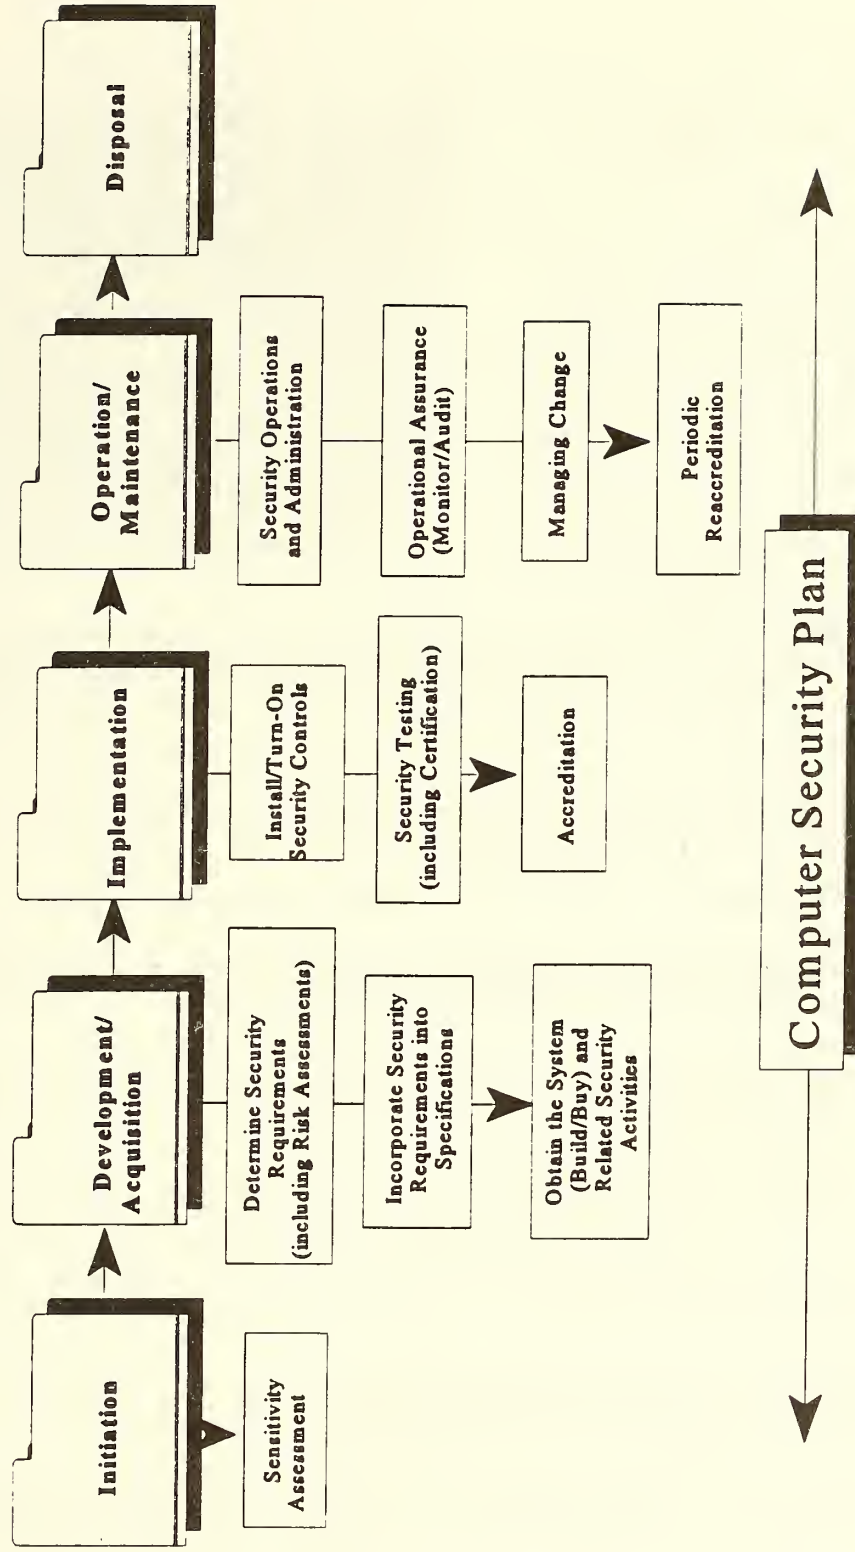 Initiation
Sensitivity
Assessment
Development/
Acquisition
Determine Security
Requirements
(including Risk Assessments)
Incorporate Security
Requirements into
Specifications
Obtain the System
(Build/Buy) and
Related Security
Activities
Implementation
Install/Turn-On
Security Controls
Security Testing
(including Certification)
Accreditation
Operation/
Maintenance
Security Operations
and Administration
Operational Assurance
(Monitor/Audit)
Managing Change
Periodic
Reaccreditation
Disposal
Computer Security Plan